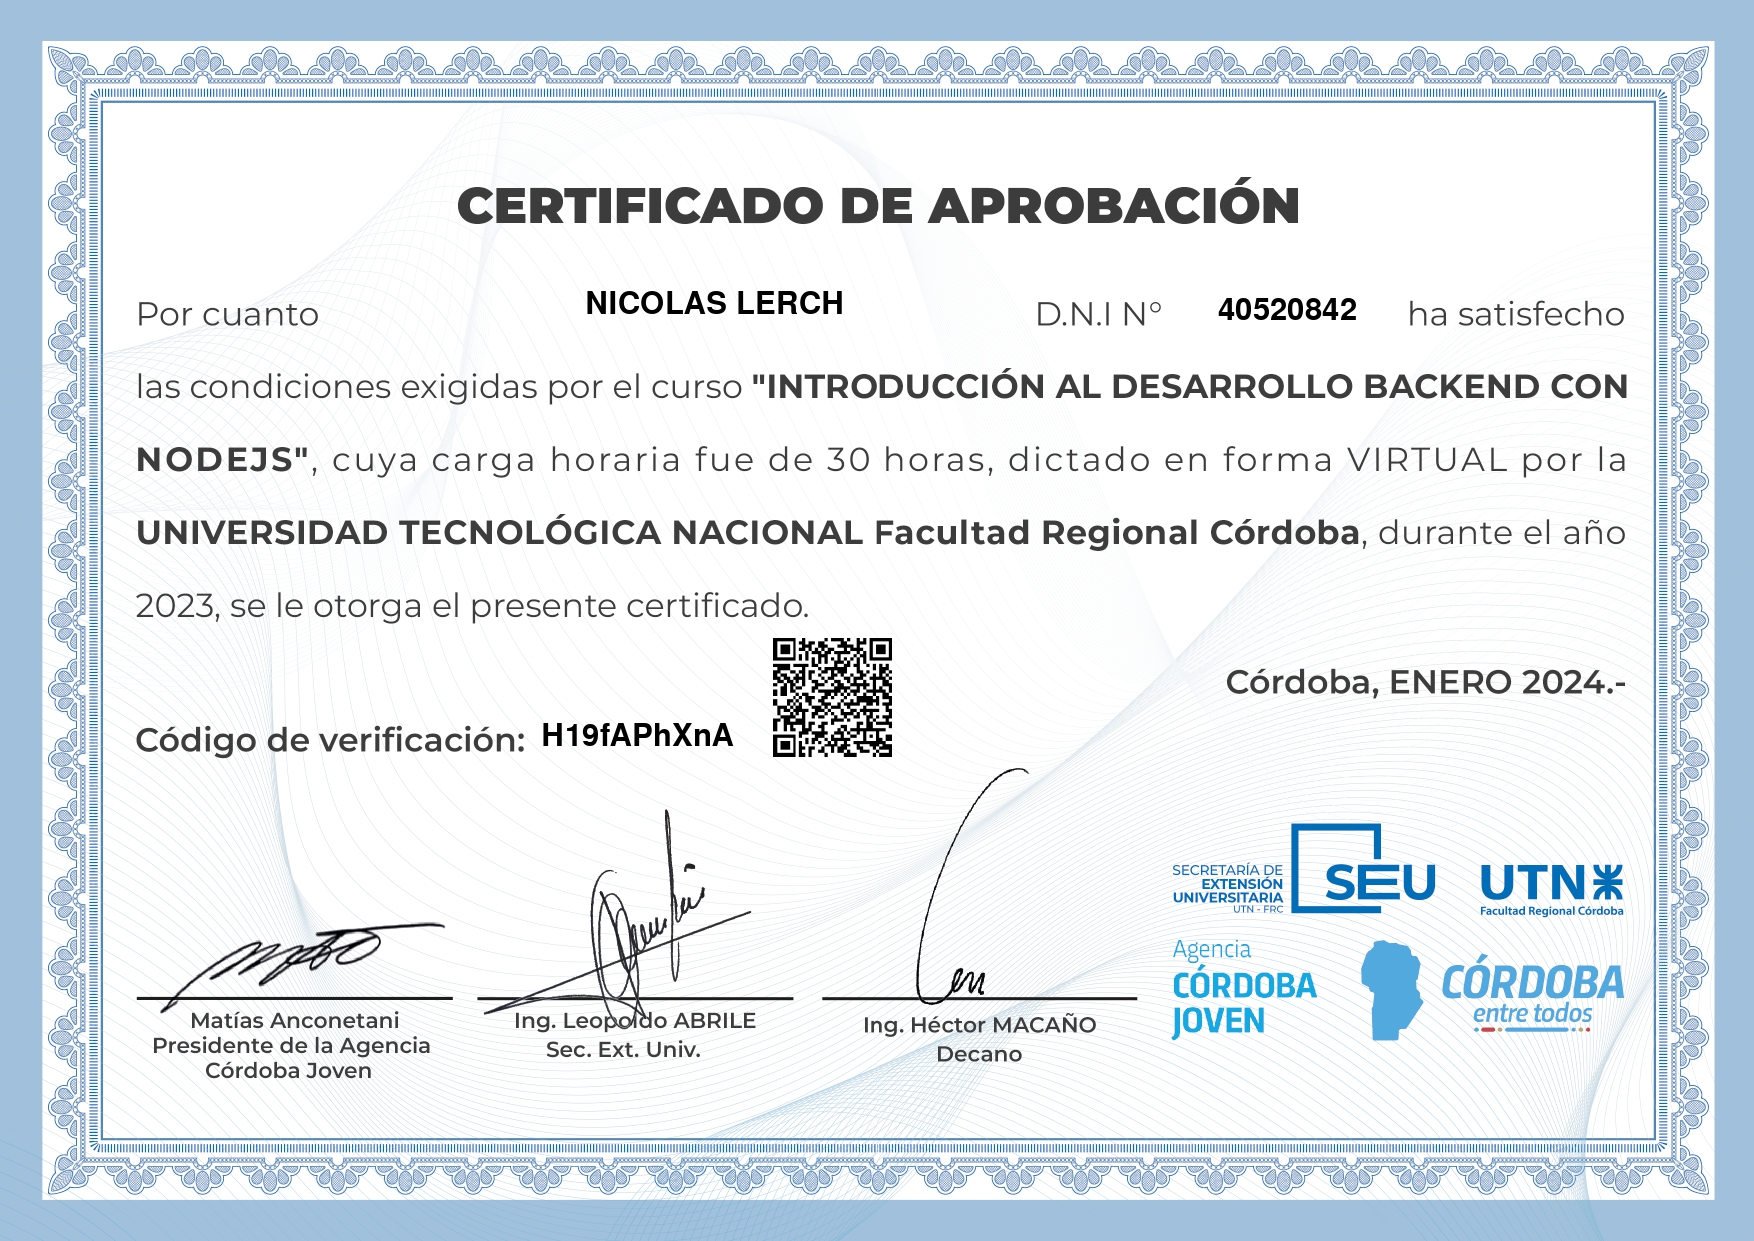 CERTIFICADO DE APROBACIÓN
Por cuanto NICOLAS LERCH D.N.I N° 40520842 ha satisfecho
las condiciones exigidas por el curso "INTRODUCCIÓN AL DESARROLLO BACKEND CON
NODEJS", cuya carga horaria fue de 30 horas, dictado en forma VIRTUAL por la
UNIVERSIDAD TECNOLÓGICA NACIONAL Facultad Regional Córdoba, durante el año
2023, se le otorga el presente certificado.
Córdoba, ENERO 2024.-
Código de verificación: H19fAPhXnA
Matías Anconetani
Presidente de la Agencia
Córdoba Joven
Ing. Leopoldo ABRILE
Sec. Ext. Univ.
Ing. Héctor MACAÑO
Decano
SECRETARÍA DE
EXTENSIÓN
UNIVERSITARIA
UTN - FRC
SEU
UTN
Facultad Regional Córdoba
Agencia
CÓRDOBA
JOVEN
CÓRDOBA
entre todos